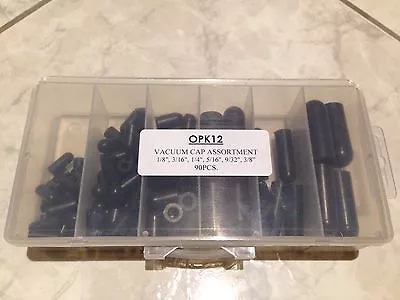 OPK12
VACUUM CAP ASSORTMENT
1/8", 3/16", 1/4", 5/16", 9/32", 3/8"
90PCS.